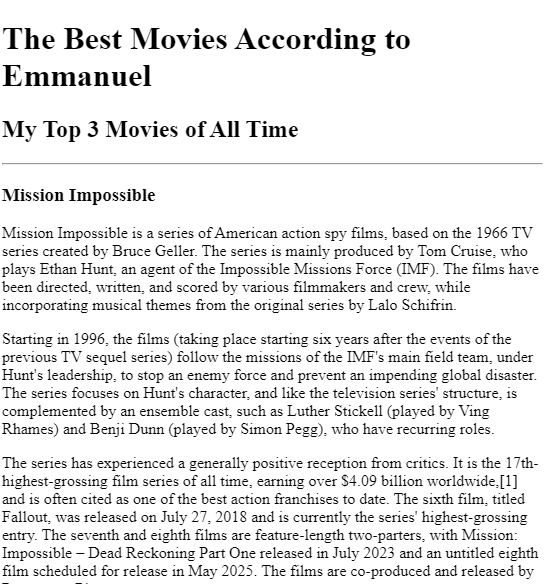 The Best Movies According to
Emmanuel
My Top 3 Movies of All Time
Mission Impossible
Mission Impossible is a series of American action spy films, based on the 1966 TV
series created by Bruce Geller. The series is mainly produced by Tom Cruise, who
plays Ethan Hunt, an agent of the Impossible Missions Force (IMF). The films have
been directed, written, and scored by various filmmakers and crew, while
incorporating musical themes from the original series by Lalo Schifrin.
Starting in 1996, the films (taking place starting six years after the events of the
previous TV sequel series) follow the missions of the IMF's main field team, under
Hunt's leadership, to stop an enemy force and prevent an impending global disaster.
The series focuses on Hunt's character, and like the television series' structure, is
complemented by an ensemble cast, such as Luther Stickell (played by Ving
Rhames) and Benji Dunn (played by Simon Pegg), who have recurring roles.
The series has experienced a generally positive reception from critics. It is the 17th-
highest-grossing film series of all time, earning over $4.09 billion worldwide,[1]
and is often cited as one of the best action franchises to date. The sixth film, titled
Fallout, was released on July 27, 2018 and is currently the series' highest-grossing
entry. The seventh and eighth films are feature-length two-parters, with Mission:
Impossible – Dead Reckoning Part One released in July 2023 and an untitled eighth
film scheduled for release in May 2025. The films are co-produced and released by